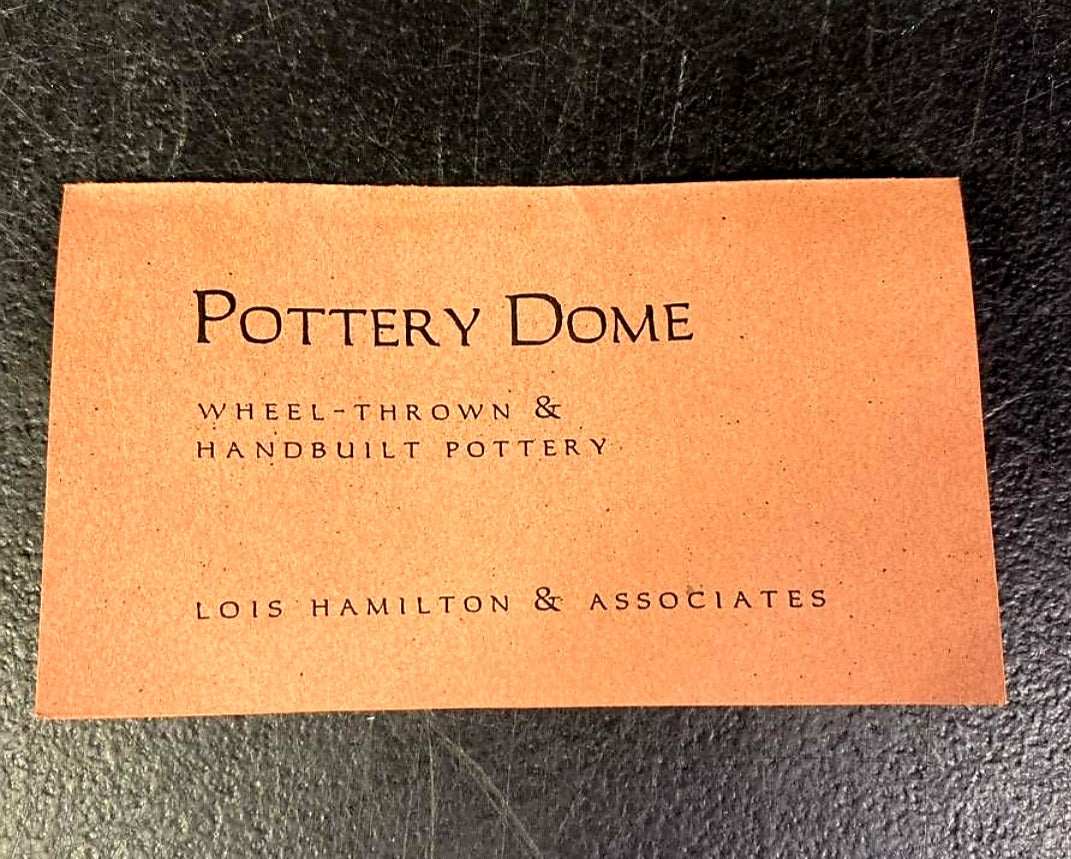 POTTERY DOME
WHEEL-THROWN &
HANDBUILT POTTERY
LOIS HAMILTON & ASSOCIATES